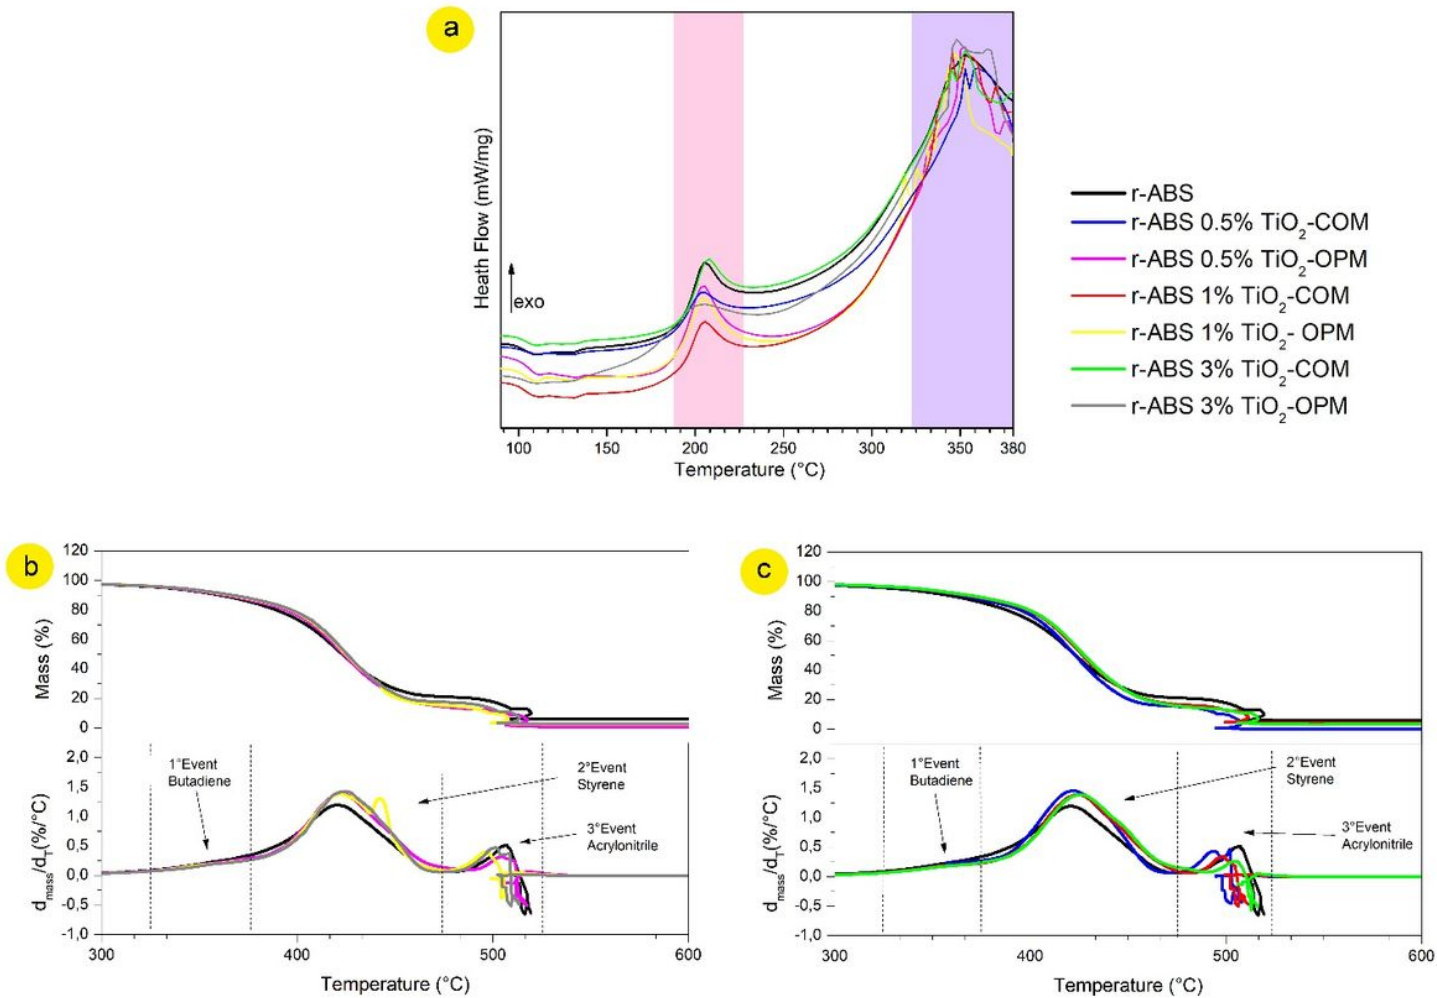 a
Heath Flow (mW/mg)
exo
100 150 200 250 300 350 380
Temperature (°C)
r-ABS
r-ABS 0.5% TiO2-COM
r-ABS 0.5% TiO2-OPM
r-ABS 1% TiO2-COM
r-ABS 1% TiO2- OPM
r-ABS 3% TiO2-COM
r-ABS 3% TiO2-OPM
b
Mass (%)
120
100
80
60
40
20
0
dmass/dT(%/°C)
2,0
1,5
1,0
0,5
0,0
-0,5
-1,0
1°Event
Butadiene
2°Event
Styrene
3°Event
Acrylonitrile
300 400 500 600
Temperature (°C)
c
Mass (%)
120
100
80
60
40
20
0
dmass/dT(%/°C)
2,0
1,5
1,0
0,5
0,0
-0,5
-1,0
1°Event
Butadiene
2°Event
Styrene
3°Event
Acrylonitrile
300 400 500 600
Temperature (°C)